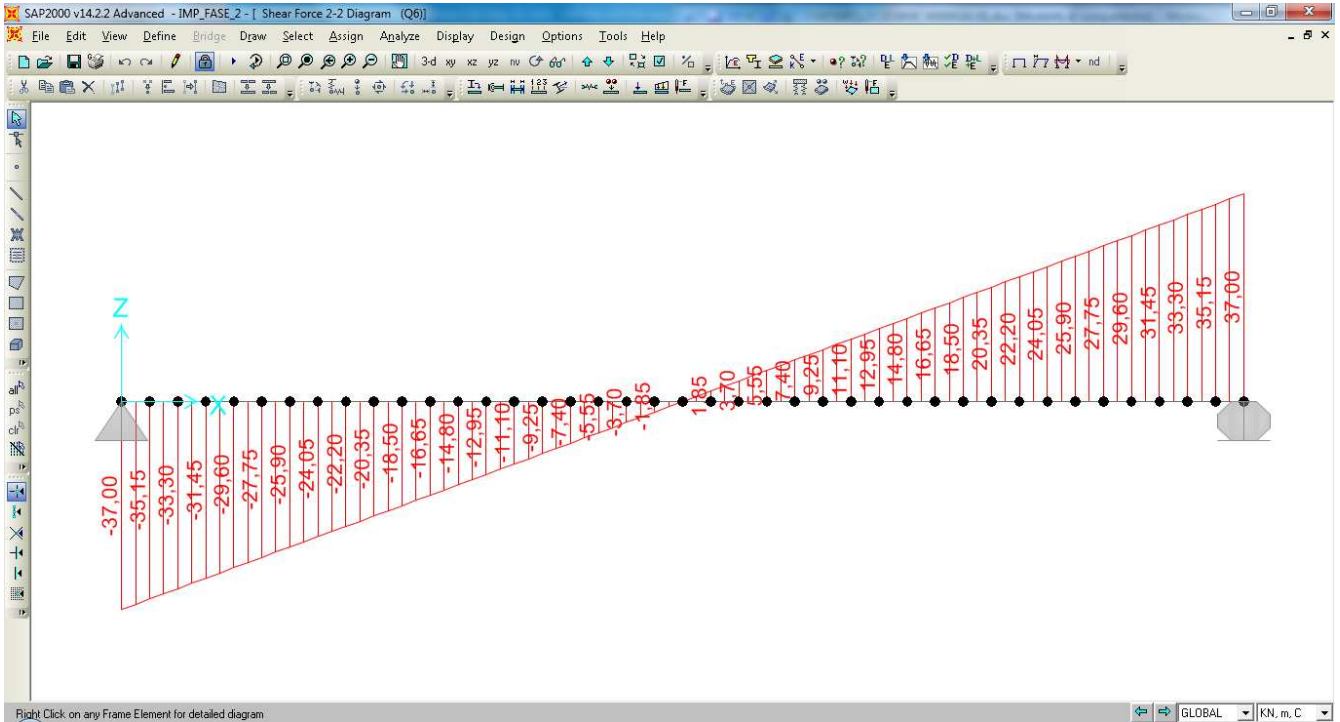 SAP2000 v14.2.2 Advanced - IMP_FASE_2 - [ Shear Force 2-2 Diagram (Q6)]
File Edit View Define Bridge Draw Select Assign Analyze Display Design Options Tools Help
3-d xy xz yz nv nd
all
ps
clr
Z
X
-37,00 -35,15 -33,30 -31,45 -29,60 -27,75 -25,90 -24,05 -22,20 -20,35 -18,50 -16,65 -14,80 -12,95 -11,10 -9,25 -7,40 -5,55 -3,70 -1,85 1,85 3,70 5,55 7,40 9,25 11,10 12,95 14,80 16,65 18,50 20,35 22,20 24,05 25,90 27,75 29,60 31,45 33,30 35,15 37,00
Right Click on any Frame Element for detailed diagram
GLOBAL
KN, m, C